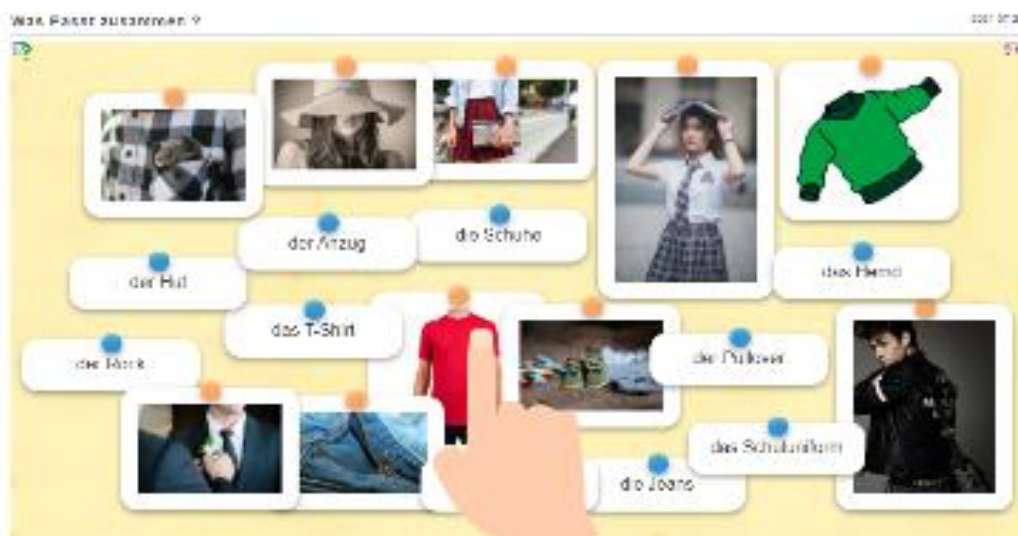 Was Passt zusammen ?
der Anzug
die Schuhe
der Hut
das Hemd
das T-Shirt
der Rock
der Pullover
das Schuluniform
die Jeans